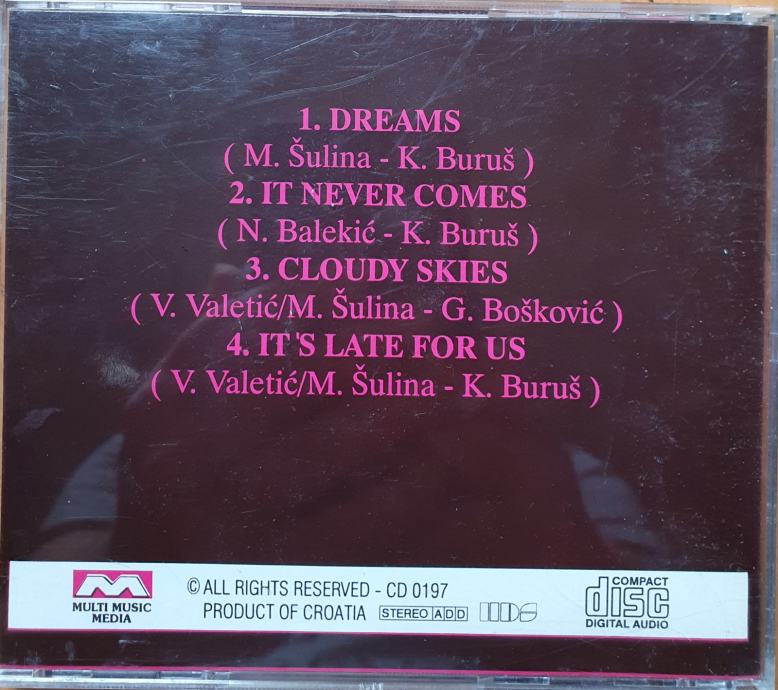 1. DREAMS
( M. Šulina - K. Buruš )
2. IT NEVER COMES
( N. Balekić - K. Buruš )
3. CLOUDY SKIES
( V. Valetić/M. Šulina - G. Bošković )
4. IT'S LATE FOR US
( V. Valetić/M. Šulina - K. Buruš )
© ALL RIGHTS RESERVED - CD 0197
PRODUCT OF CROATIA STEREO ADD
MULTI MUSIC
MEDIA
COMPACT
disc
DIGITAL AUDIO